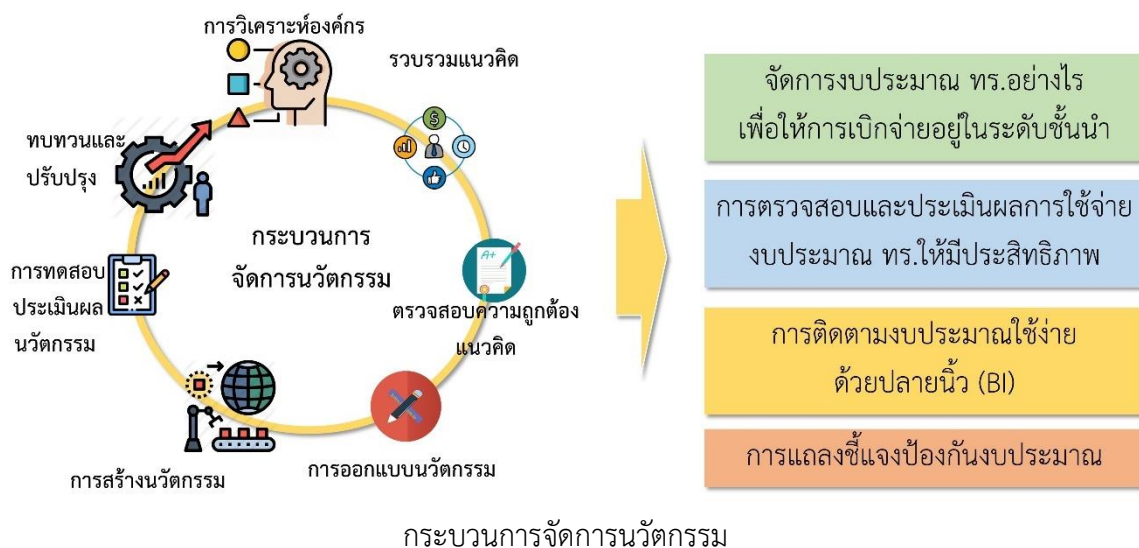 การวิเคราะห์องค์กร
รวบรวมแนวคิด
ตรวจสอบความถูกต้อง
แนวคิด
การออกแบบนวัตกรรม
การสร้างนวัตกรรม
การทดสอบ
ประเมินผล
นวัตกรรม
ทบทวนและ
ปรับปรุง
กระบวนการ
จัดการนวัตกรรม
A+
$
จัดการงบประมาณ ทร.อย่างไร
เพื่อให้การเบิกจ่ายอยู่ในระดับชั้นนำ
การตรวจสอบและประเมินผลการใช้จ่าย
งบประมาณ ทร.ให้มีประสิทธิภาพ
การติดตามงบประมาณใช้ง่าย
ด้วยปลายนิ้ว (BI)
การแถลงชี้แจงป้องกันงบประมาณ
กระบวนการจัดการนวัตกรรม